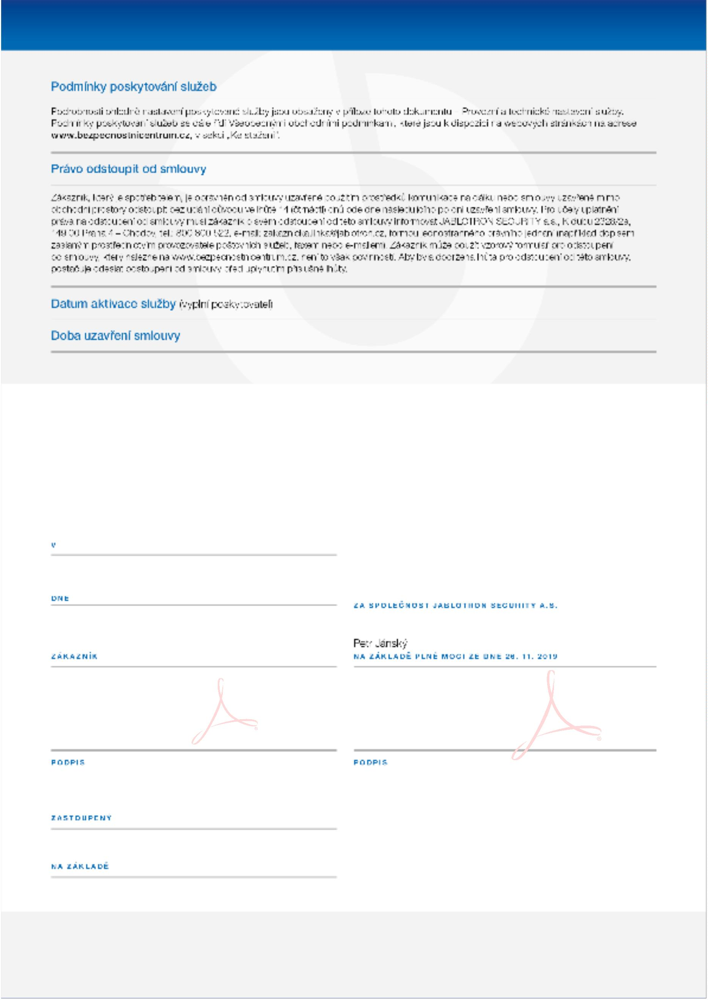 Podmínky poskytování služeb
Podrobnosti ohledně nastavení poskytované služby jsou obsaženy v příloze tohoto dokumentu - Provozní a technické nastavení služby.
Podmínky poskytování služeb se dále řídí Všeobecnými obchodními podmínkami, které jsou k dispozici na webových stránkách na adrese
www.bezpecnostnicentrum.cz, v sekci „Ke stažení".
Právo odstoupit od smlouvy
Zákazník, který je spotřebitelem, je oprávněn od smlouvy uzavřené použitím prostředků komunikace na dálku nebo smlouvy uzavřené mimo
obchodní prostory odstoupit bez udání důvodu ve lhůtě 14 (čtrnácti) dnů ode dne následujícího po dni uzavření smlouvy. Pro účely uplatnění
práva na odstoupení od smlouvy musí zákazník o svém odstoupení od této smlouvy informovat JABLOTRON SECURITY a.s., K dubu 2328/2a,
149 00 Praha 4 – Chodov, tel.: 800 800 522, e-mail: zakaznicka.linka@jablotron.cz, formou jednostranného právního jednání (například dopisem
zaslaným prostřednictvím provozovatele poštovních služeb, faxem nebo e-mailem). Zákazník může použít vzorový formulář pro odstoupení
od smlouvy, který nalezne na www.bezpecnostnicentrum.cz, není to však povinností. Aby byla dodržena lhůta pro odstoupení od této smlouvy,
postačuje odeslat odstoupení od smlouvy před uplynutím příslušné lhůty.
Datum aktivace služby (vyplní poskytovatel)
Doba uzavření smlouvy
V
DNE
ZA SPOLEČNOST JABLOTRON SECURITY A.S.
Petr Jánský
ZÁKAZNÍK
NA ZÁKLADĚ PLNÉ MOCI ZE DNE 26. 11. 2019
PODPIS
PODPIS
ZASTOUPENÝ
NA ZÁKLADĚ